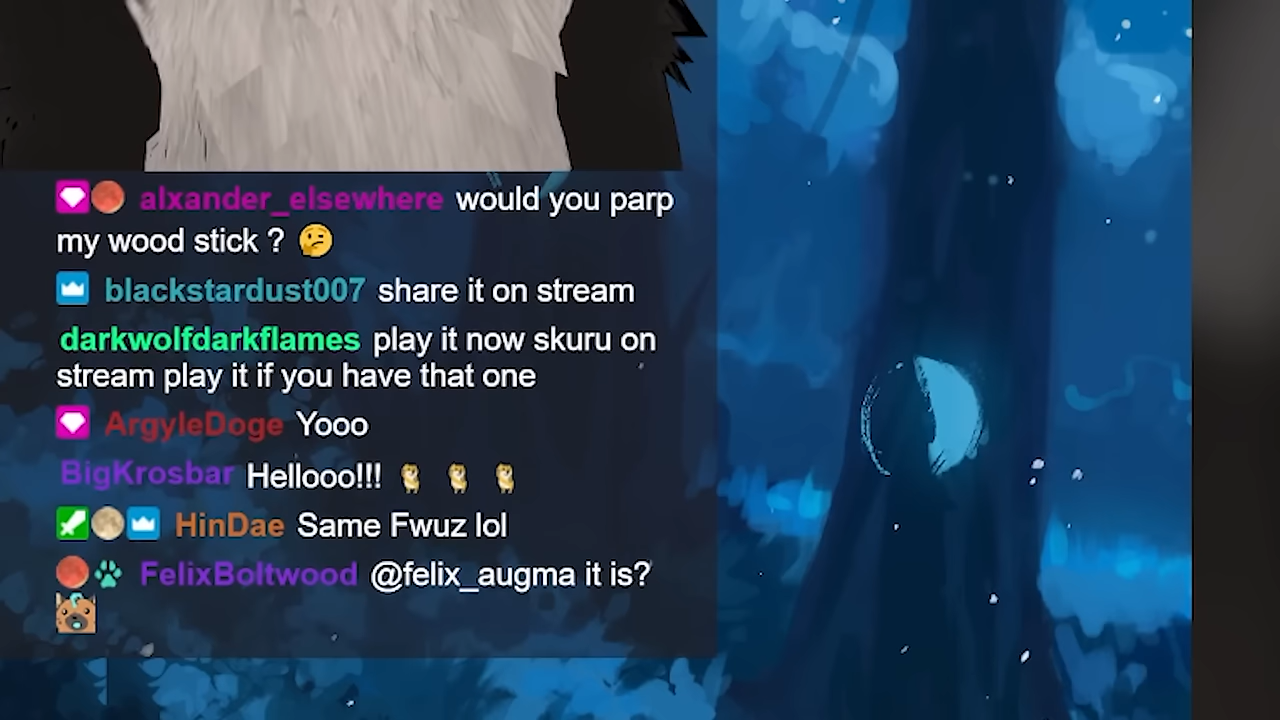 alxander_elsewhere would you parp
my wood stick ? 🤔
blackstardust007 share it on stream
darkwolfdarkflames play it now skuru on
stream play it if you have that one
ArgyleDoge Yooo
BigKrosbar Hellooo!!!
HinDae Same Fwuz lol
FelixBoltwood @felix_augma it is?